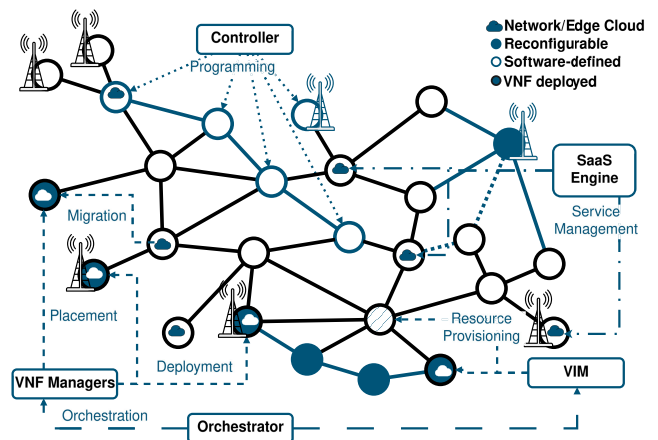 Network/Edge Cloud
Reconfigurable
Software-defined
VNF deployed
Controller
Programming
SaaS
Engine
Service
Management
Migration
Placement
Deployment
Resource
Provisioning
VNF Managers
VIM
Orchestration
Orchestrator